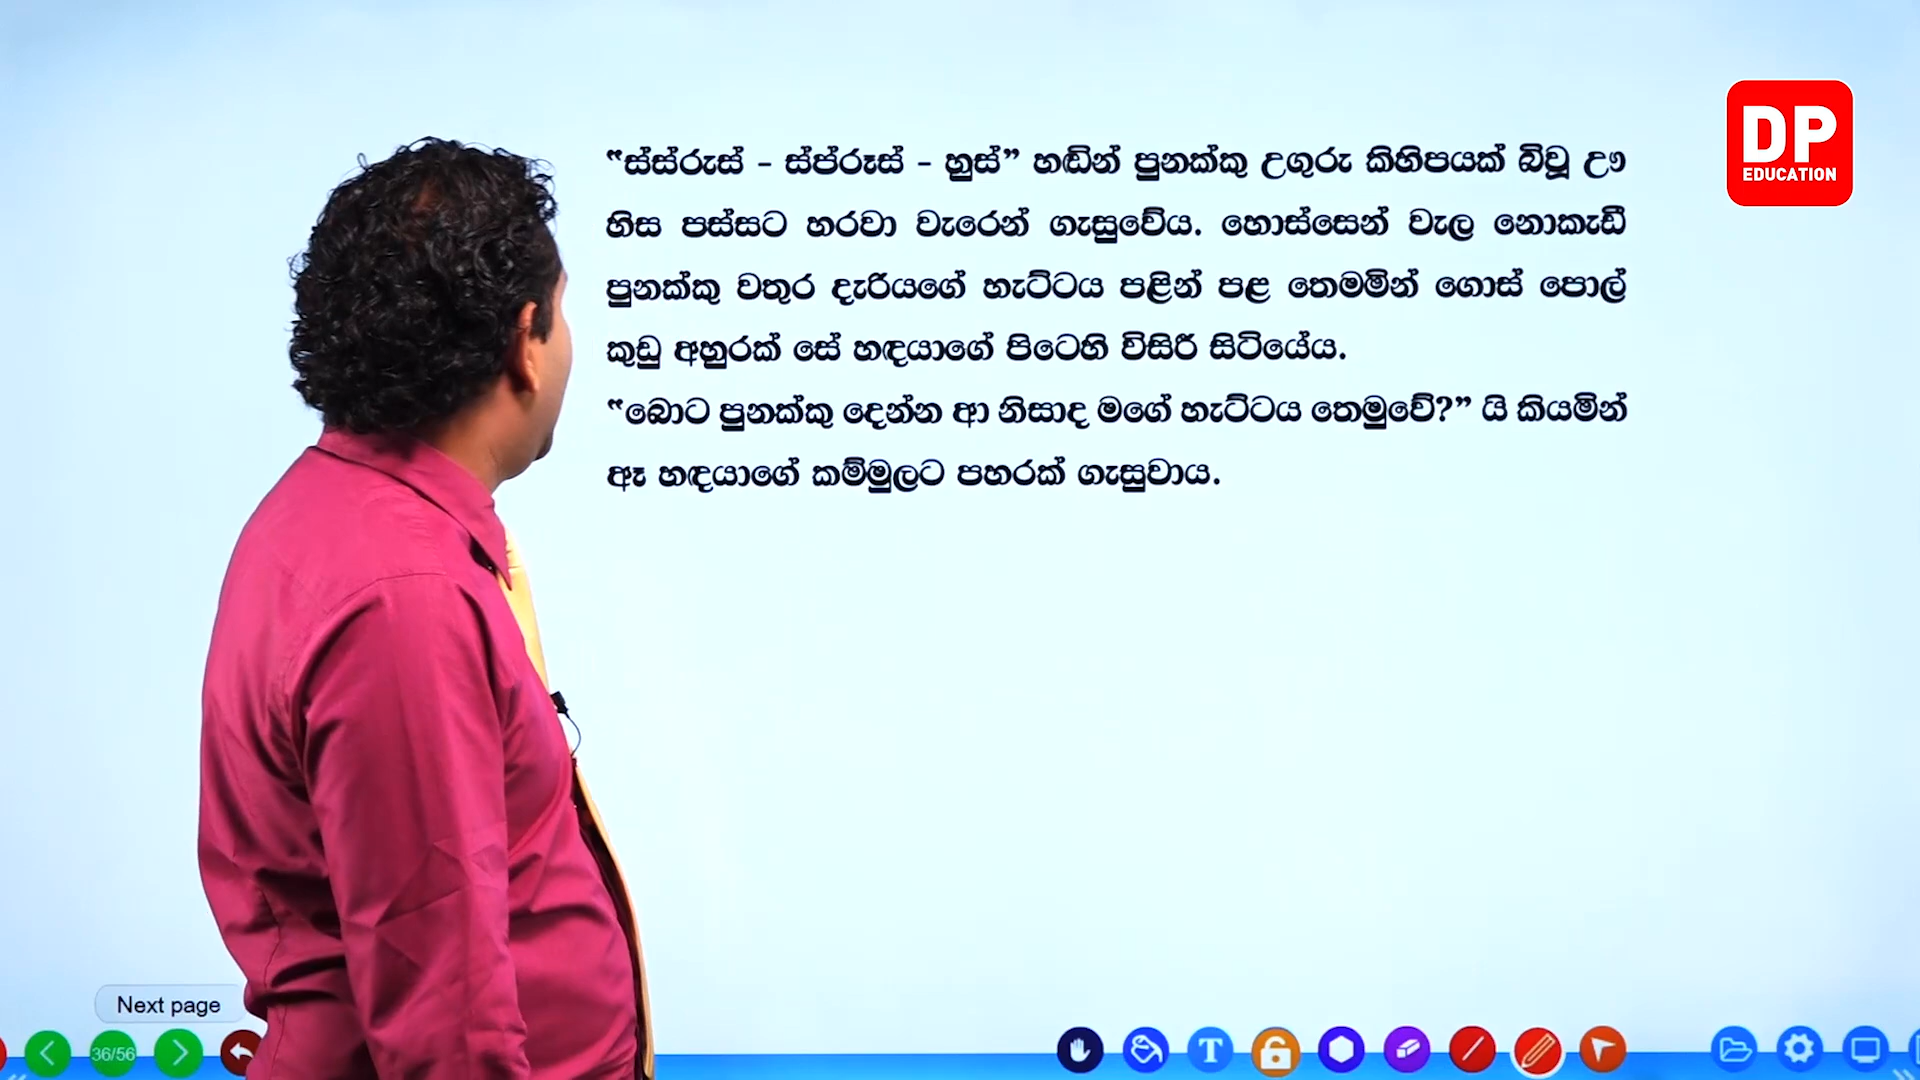 “ස්ස්රුස් - ස්ප්රූස් - හුස්” හඬින් පුනක්කු උගුරු කිහිපයක් බිවූ ඌ
හිස පස්සට හරවා වැරෙන් ගැසුවේය. හොස්සෙන් වැල නොකැඩී
පුනක්කු වතුර දැරියගේ හැට්ටය පළින් පළ තෙමමින් ගොස් පොල්
කුඩු අහුරක් සේ හඳයාගේ පිටෙහි විසිරී සිටියේය.
“බොට පුනක්කු දෙන්න ආ නිසාද මගේ හැට්ටය තෙමුවේ?” යි කියමින්
ඈ හඳයාගේ කම්මුලට පහරක් ගැසුවාය.
DP
EDUCATION
Next page
36/56
T